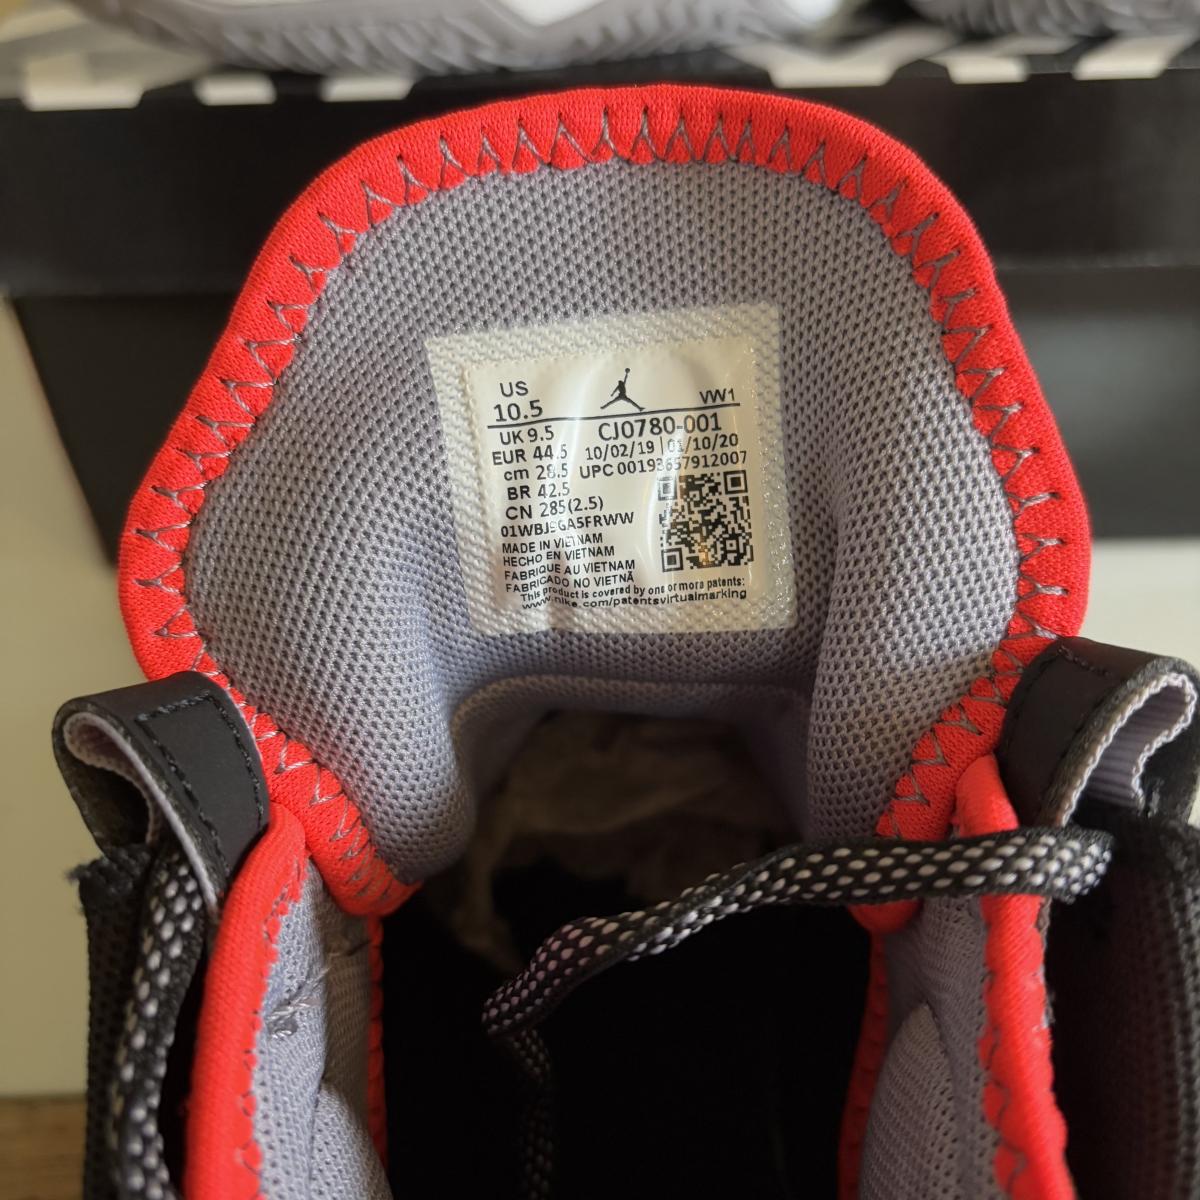 US
10.5 VW1
UK 9.5 CJ0780-001
EUR 44.5 10/02/19 | 01/10/20
cm 28.5 UPC 00193657912007
BR 42.5
CN 285(2.5)
MADE IN VIETNAM
HECHO EN VIETNAM
FABRIQUE AU VIETNAM
FABRICADO NO VIETNÃ
This product is covered by one or more patents:
www.nike.com/patentsvirtualmarking